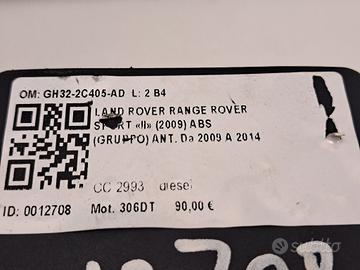 OM: GH32-2C405-AD L: 2 B4
LAND ROVER RANGE ROVER
SPORT «II» (2009) ABS
(GRUPPO) ANT. Da 2009 A 2014
CC 2993 diesel
ID: 0012708 Mot. 306DT 90,00 €
subito